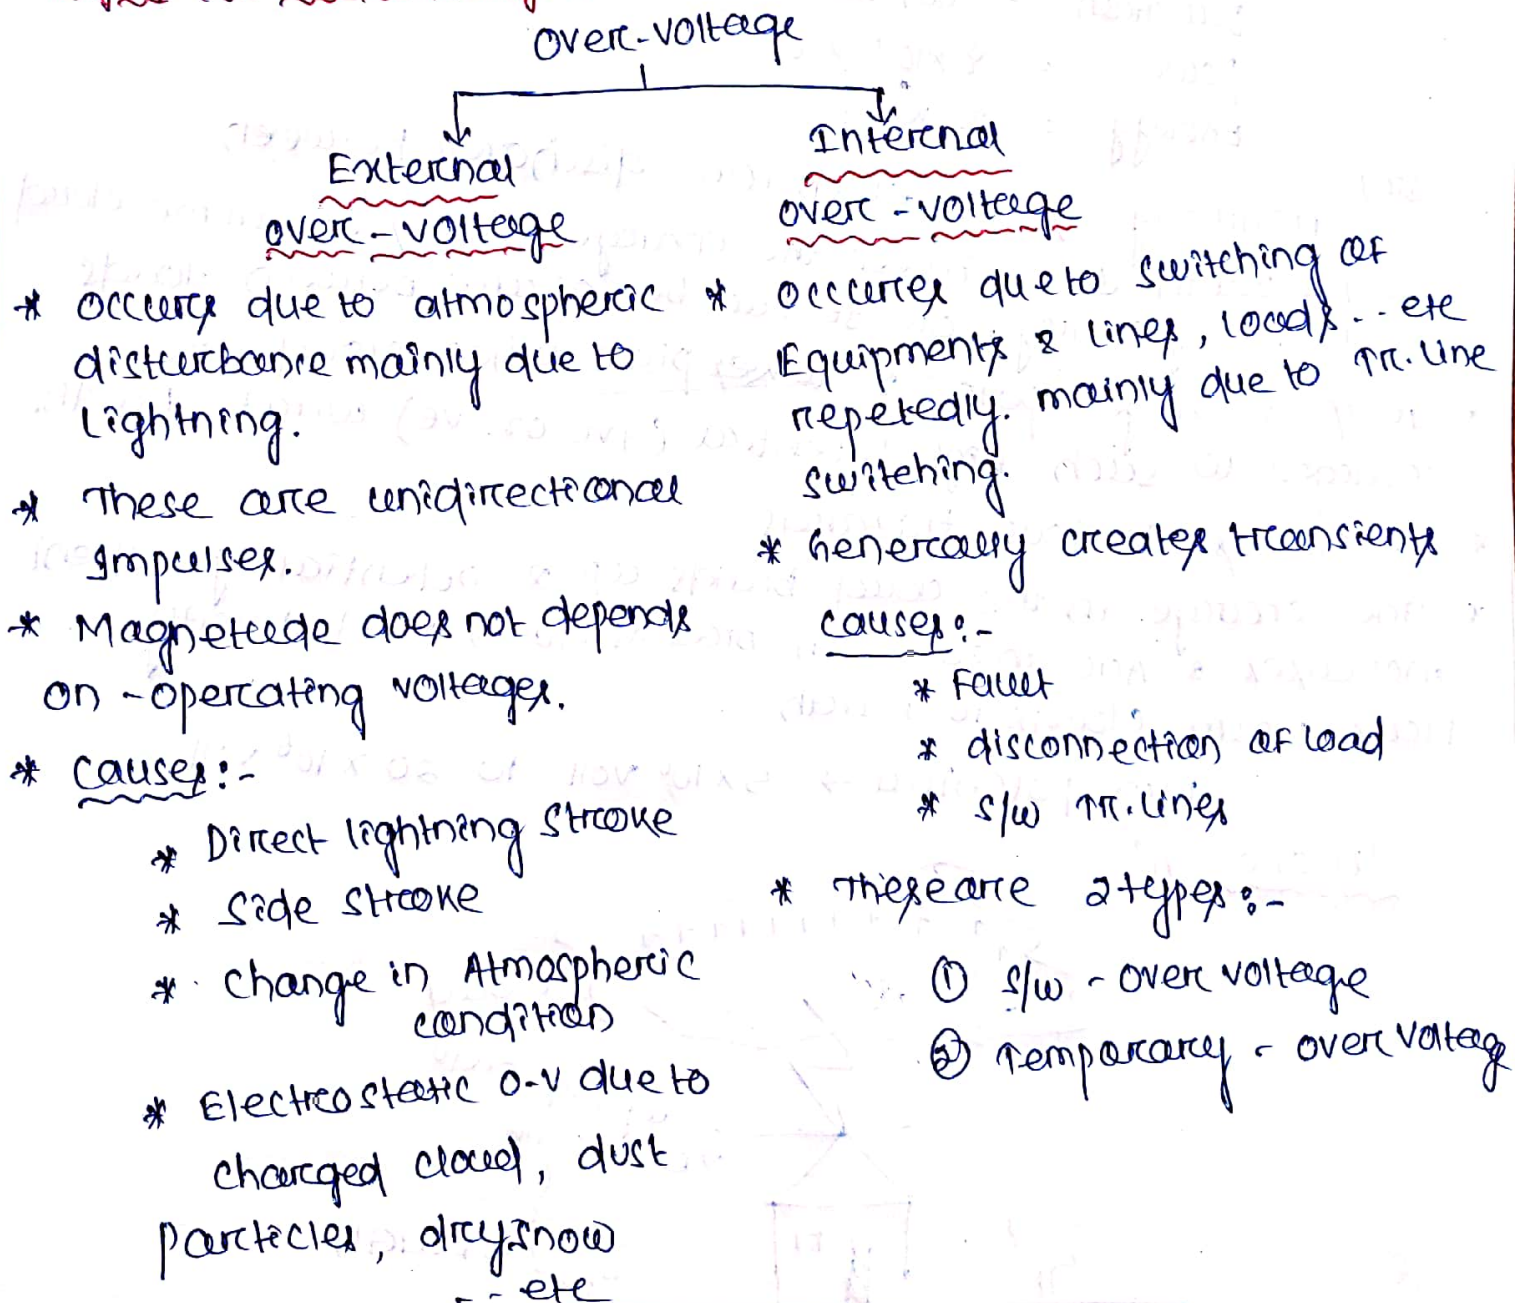 Over-voltage
External
over-voltage
* Occurs due to atmospheric
disturbance mainly due to
Lightning.
* These are unidirectional
Impulses.
* Magnetude does not depends
on - operating voltages.
* Causes:-
* Direct lightning stroke
* Side stroke
* Change in Atmospheric
condition
* Electrostatic o-v due to
charged cloud, dust
particles, dry snow
-- etc
Internal
over-voltage
* Occures due to switching of
Equipments & lines, loads .. etc
repetedly. mainly due to Tr. line
switching.
* Generally creates transients
causes:-
* Fault
* disconnection of load
* s/w Tr. lines
* These are 2 types:-
① s/w - over voltage
② Temporary - over voltag